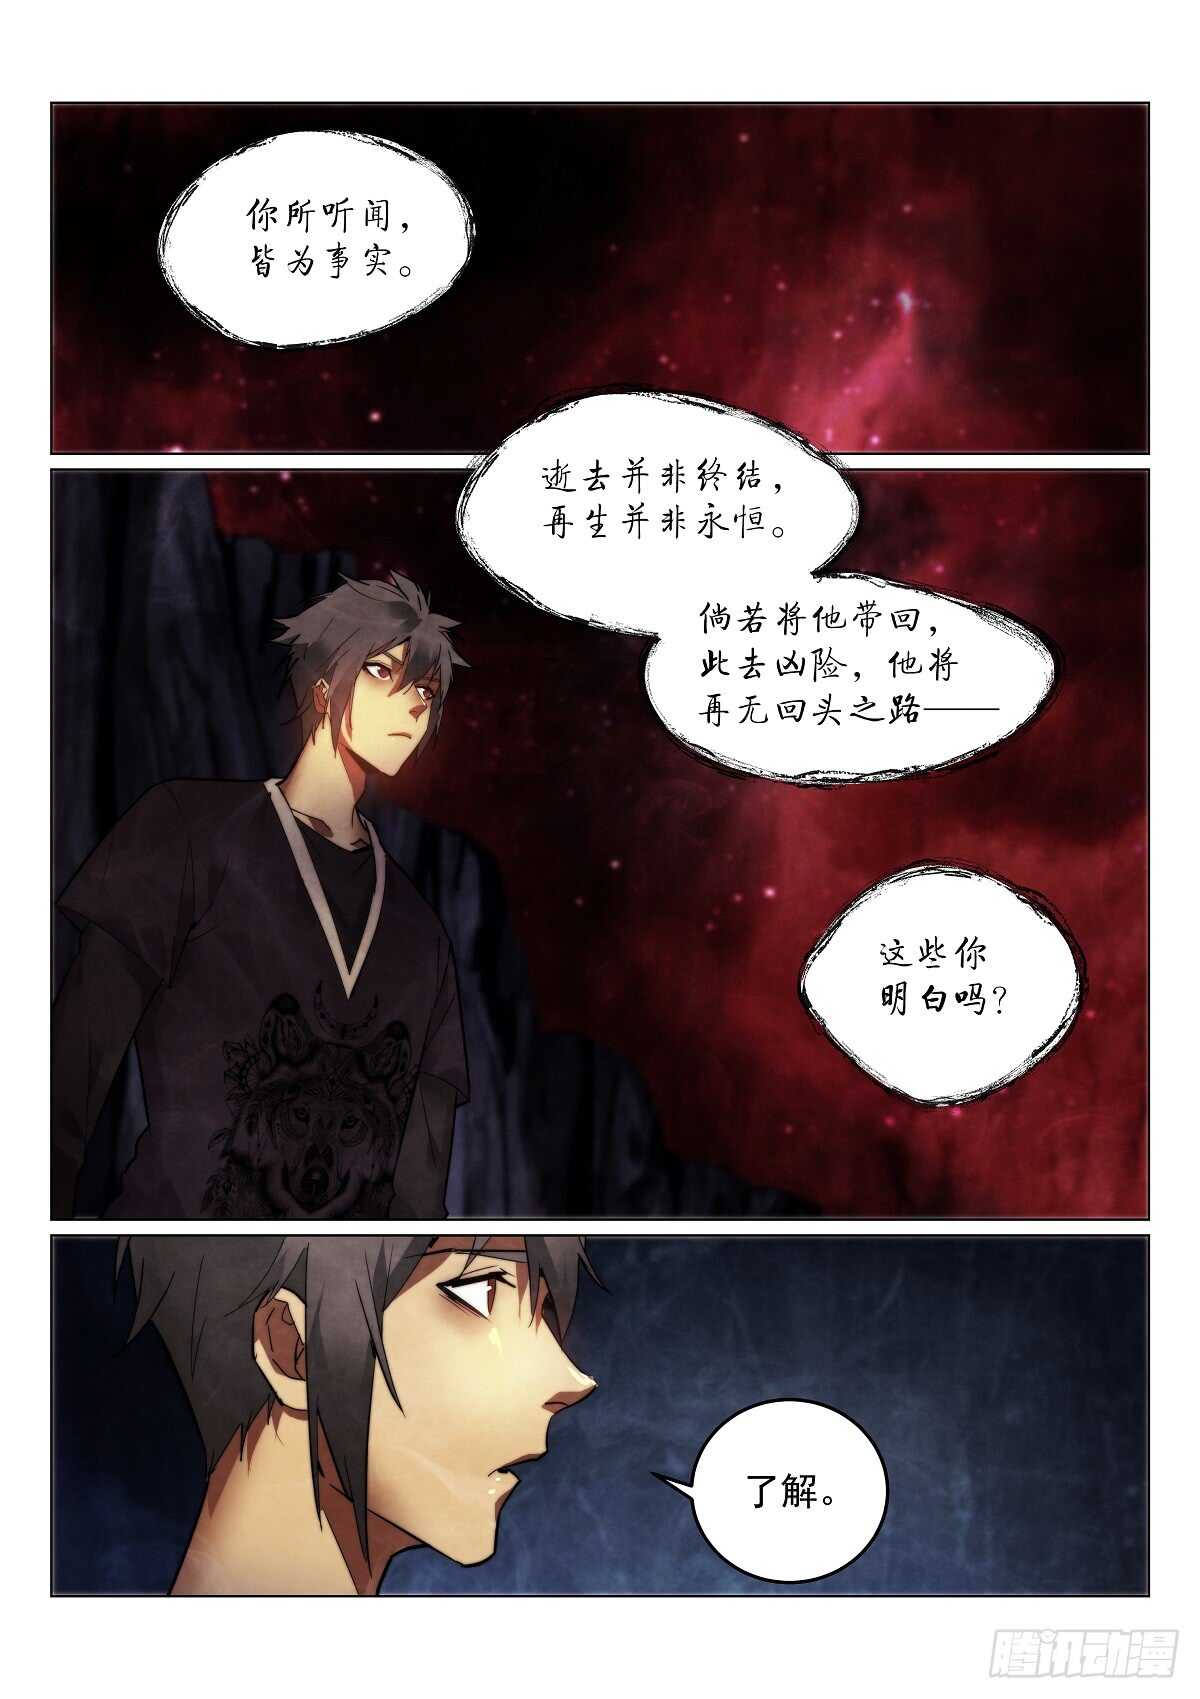 你所听闻，
皆为事实。
逝去并非终结，
再生并非永恒。
倘若将他带回，
此去凶险，他将
再无回头之路——
这些你
明白吗？
了解。
腾讯动漫